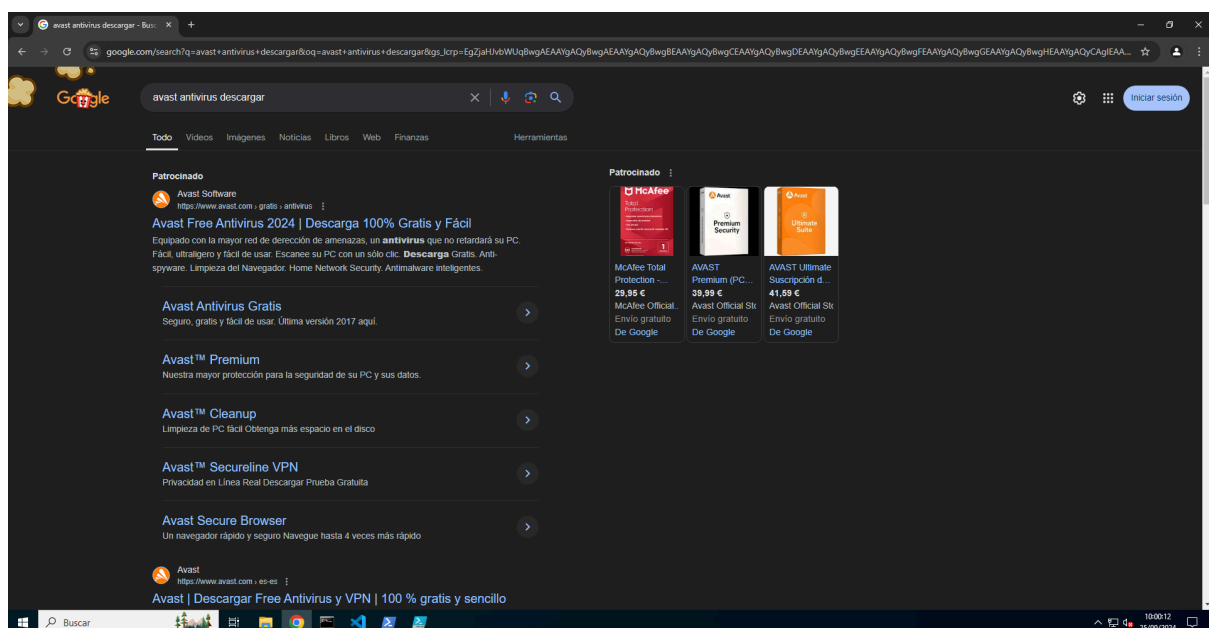 avast antivirus descargar - Busc
google.com/search?q=avast+antivirus+descargar&oq=avast+antivirus+descargar&gs_lcrp=EgZjaHJvbWUqBwgAEAAYgAQyBwgAEAAYgAQyBwgBEAAYgAQyBwgCEAAYgAQyBwgDEAAYgAQyBwgEEAAYgAQyBwgFEAAYgAQyBwgGEAAYgAQyBwgHEAAYgAQyCAgIEAA...
Google
avast antivirus descargar
Iniciar sesión
Todo Videos Imágenes Noticias Libros Web Finanzas Herramientas
Patrocinado
Avast Software
https://www.avast.com › gratis › antivirus
Avast Free Antivirus 2024 | Descarga 100% Gratis y Fácil
Equipado con la mayor red de derección de amenazas, un antivirus que no retardará su PC.
Fácil, ultraligero y fácil de usar. Escanee su PC con un sólo clic. Descarga Gratis. Anti-
spyware. Limpieza del Navegador. Home Network Security. Antimalware inteligentes.
Avast Antivirus Gratis
Seguro, gratis y fácil de usar. Última versión 2017 aquí.
Avast™ Premium
Nuestra mayor protección para la seguridad de su PC y sus datos.
Avast™ Cleanup
Limpieza de PC fácil Obtenga más espacio en el disco
Avast™ Secureline VPN
Privacidad en Línea Real Descargar Prueba Gratuita
Avast Secure Browser
Un navegador rápido y seguro Navegue hasta 4 veces más rápido
Avast
https://www.avast.com › es-es
Avast | Descargar Free Antivirus y VPN | 100 % gratis y sencillo
Patrocinado
McAfee
Total
Protection
1
McAfee Total
Protection -...
29,95 €
McAfee Official..
Envío gratuito
De Google
Avast
Premium
Security
AVAST
Premium (PC...
39,99 €
Avast Official Sto
Envío gratuito
De Google
Avast
Ultimate
Suite
AVAST Ultimate
Suscripción d...
41,59 €
Avast Official Sto
Envío gratuito
De Google
Buscar
10:00:12
25/09/2024